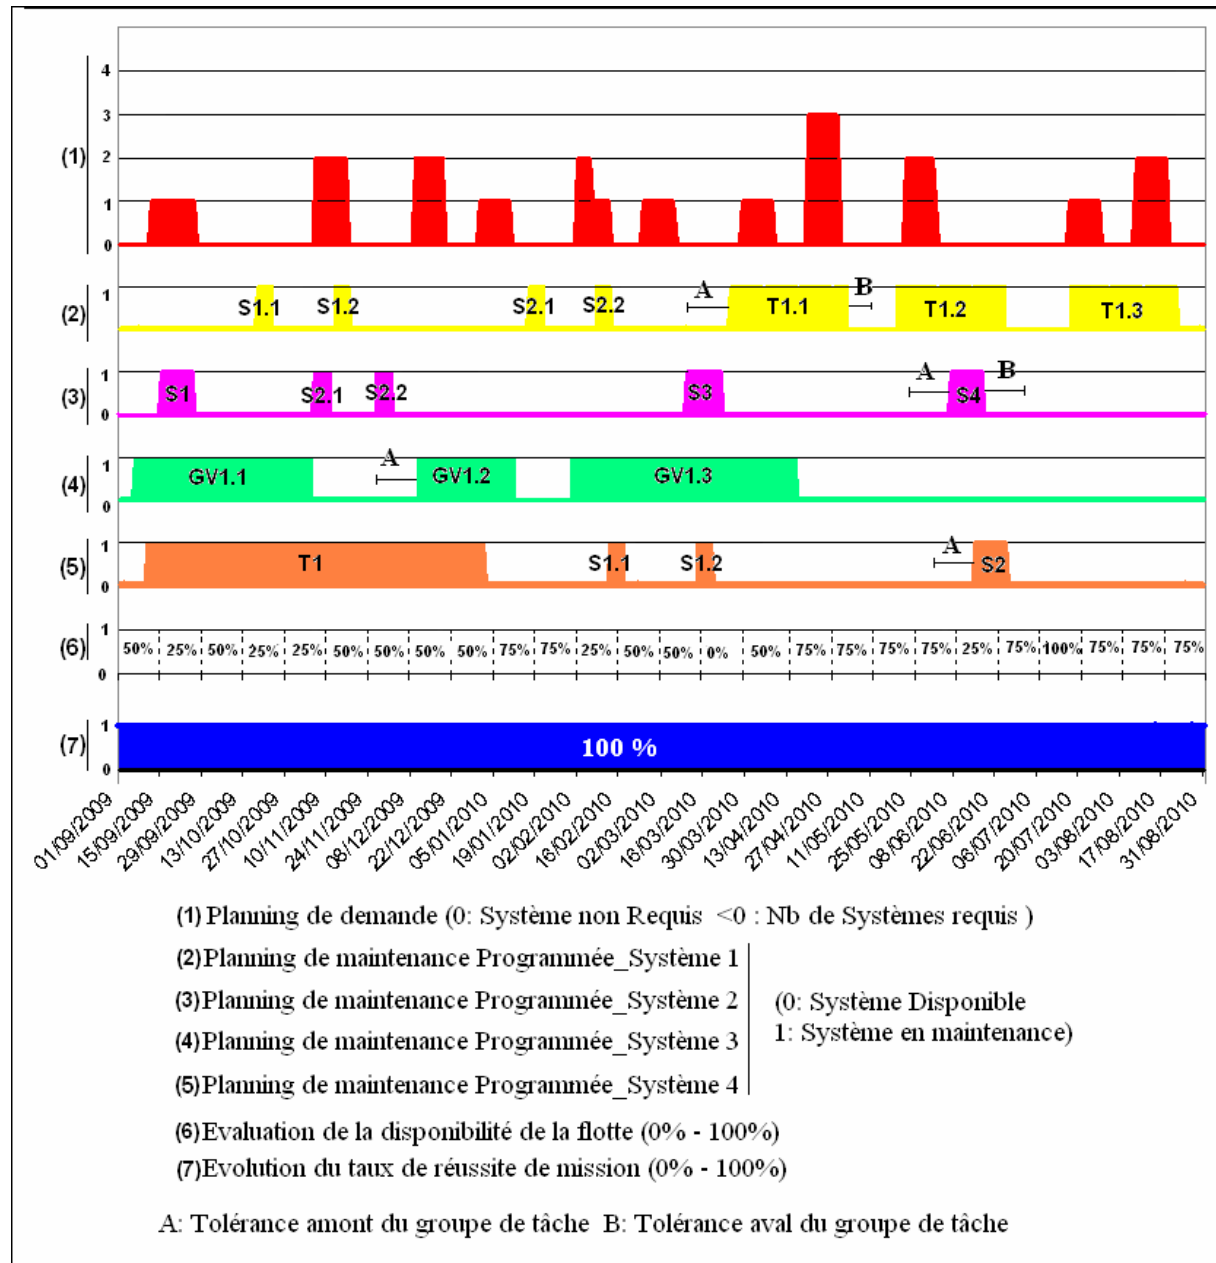 4
3
(1) 2
1
0
A B
1 S1.1 S1.2 S2.1 S2.2 T1.1 T1.2 T1.3
(2)
0
A B
1 S1 S2.1 S2.2 S3 S4
(3)
0
A
1 GV1.1 GV1.2 GV1.3
(4)
0
A
1 T1 S1.1 S1.2 S2
(5)
0
1
(6) 50% 25% 50% 25% 25% 50% 50% 50% 50% 75% 75% 25% 50% 50% 0% 50% 75% 75% 75% 75% 25% 75% 100% 75% 75% 75%
0
1
(7) 100 %
0
01/09/2009 15/09/2009 29/09/2009 13/10/2009 27/10/2009 10/11/2009 24/11/2009 08/12/2009 22/12/2009 05/01/2010 19/01/2010 02/02/2010 16/02/2010 02/03/2010 16/03/2010 30/03/2010 13/04/2010 27/04/2010 11/05/2010 25/05/2010 08/06/2010 22/06/2010 06/07/2010 20/07/2010 03/08/2010 17/08/2010 31/08/2010
(1) Planning de demande (0: Système non Requis <0 : Nb de Systèmes requis )
(2)Planning de maintenance Programmée_Système 1
(3)Planning de maintenance Programmée_Système 2
(0: Système Disponible
(4)Planning de maintenance Programmée_Système 3
1: Système en maintenance)
(5)Planning de maintenance Programmée_Système 4
(6)Evaluation de la disponibilité de la flotte (0% - 100%)
(7)Evolution du taux de réussite de mission (0% - 100%)
A: Tolérance amont du groupe de tâche B: Tolérance aval du groupe de tâche